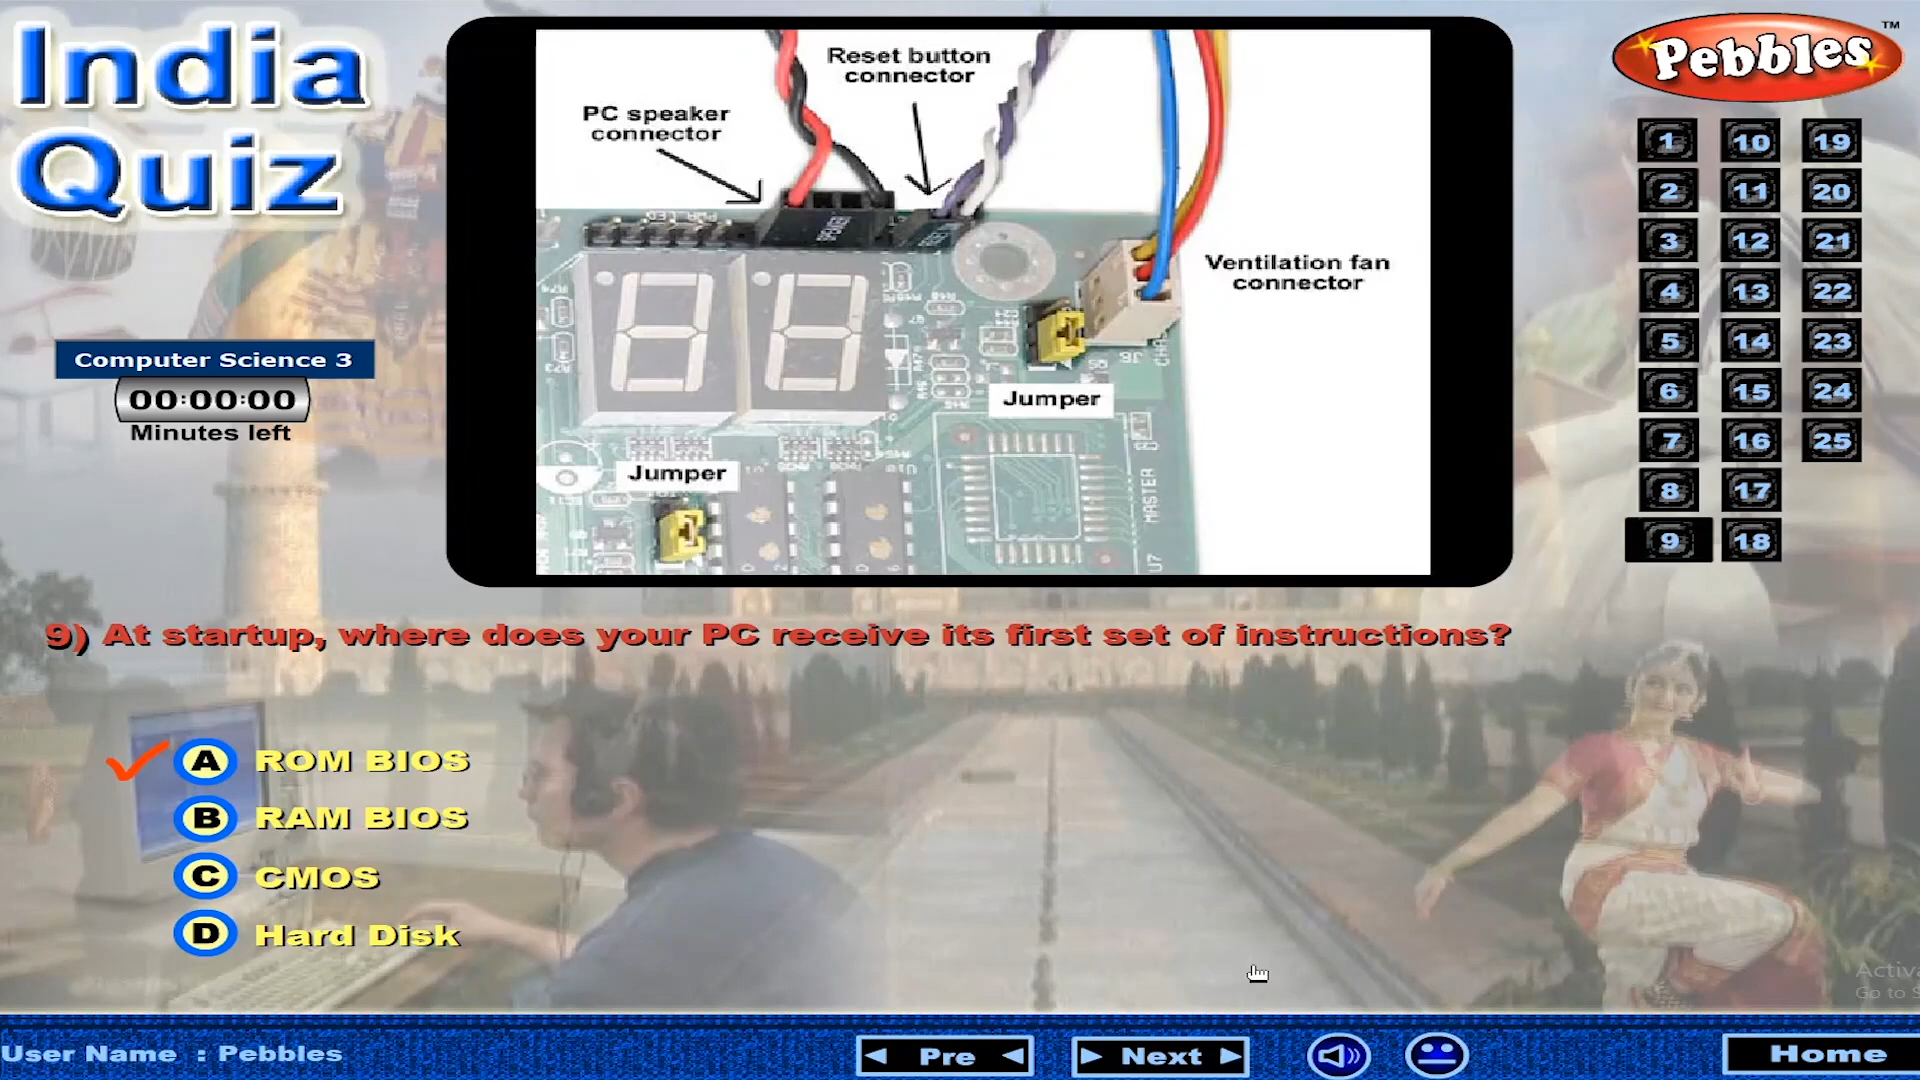 India
Quiz
Computer Science 3
00:00:00
Minutes left
Reset button
connector
PC speaker
connector
Ventilation fan
connector
Jumper
Jumper
SPEAKER
MASTER
U7
J6
Pebbles
TM
1 10 19
2 11 20
3 12 21
4 13 22
5 14 23
6 15 24
7 16 25
8 17
9 18
9) At startup, where does your PC receive its first set of instructions?
A ROM BIOS
B RAM BIOS
C CMOS
D Hard Disk
User Name : Pebbles
Pre
Next
Home